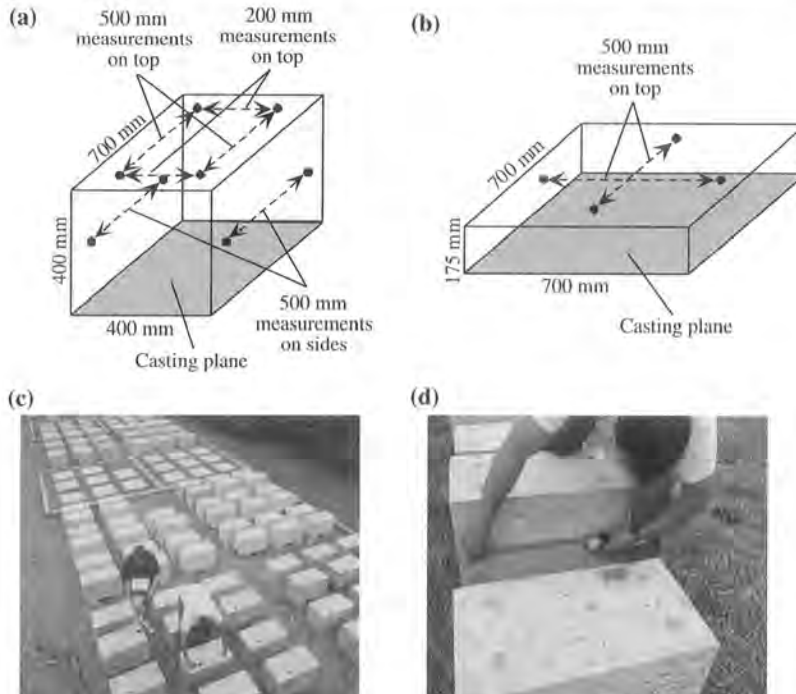 (a)
500 mm
measurements
on top
200 mm
measurements
on top
700 mm
400 mm
400 mm
Casting plane
500 mm
measurements
on sides
(b)
500 mm
measurements
on top
700 mm
175 mm
700 mm
Casting plane
(c)
(d)